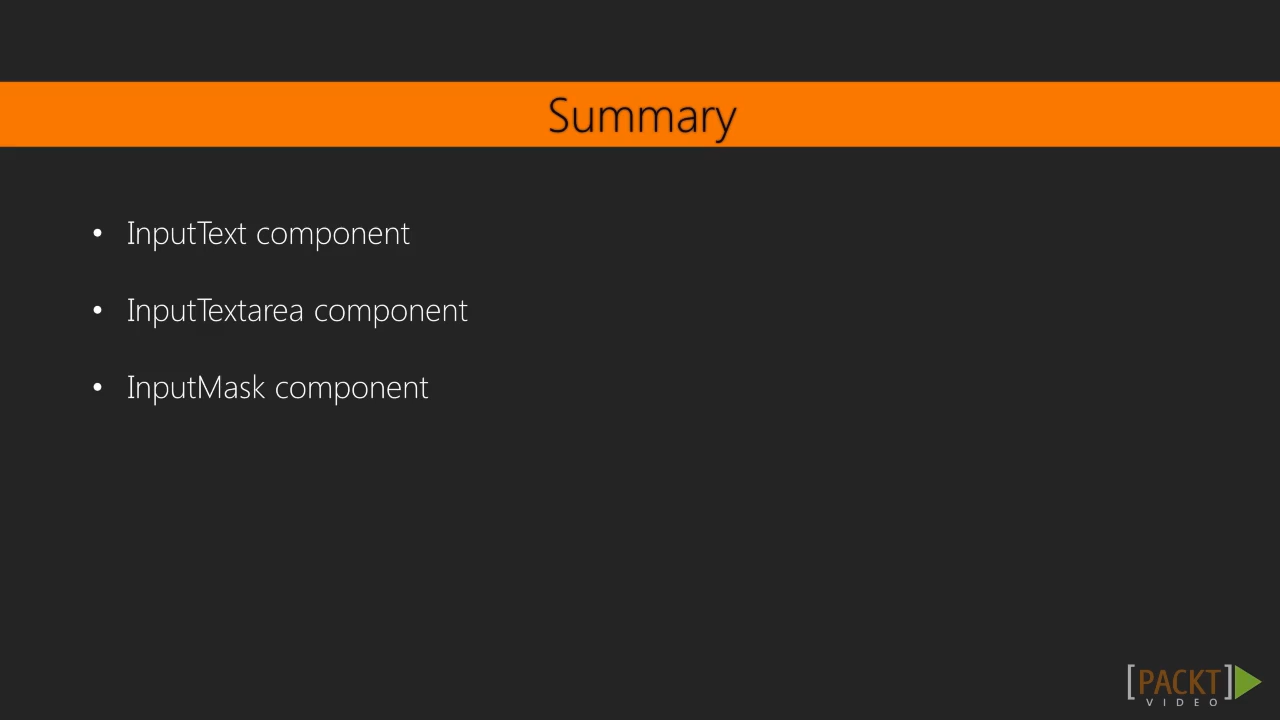 Summary
• InputText component
• InputTextarea component
• InputMask component
[PACKT]
VIDEO